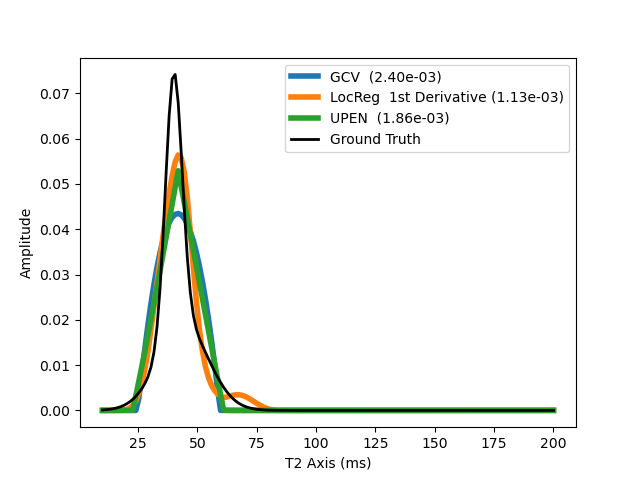 GCV (2.40e-03)
LocReg 1st Derivative (1.13e-03)
UPEN (1.86e-03)
Ground Truth
0.07
0.06
0.05
0.04
0.03
0.02
0.01
0.00
Amplitude
25 50 75 100 125 150 175 200
T2 Axis (ms)